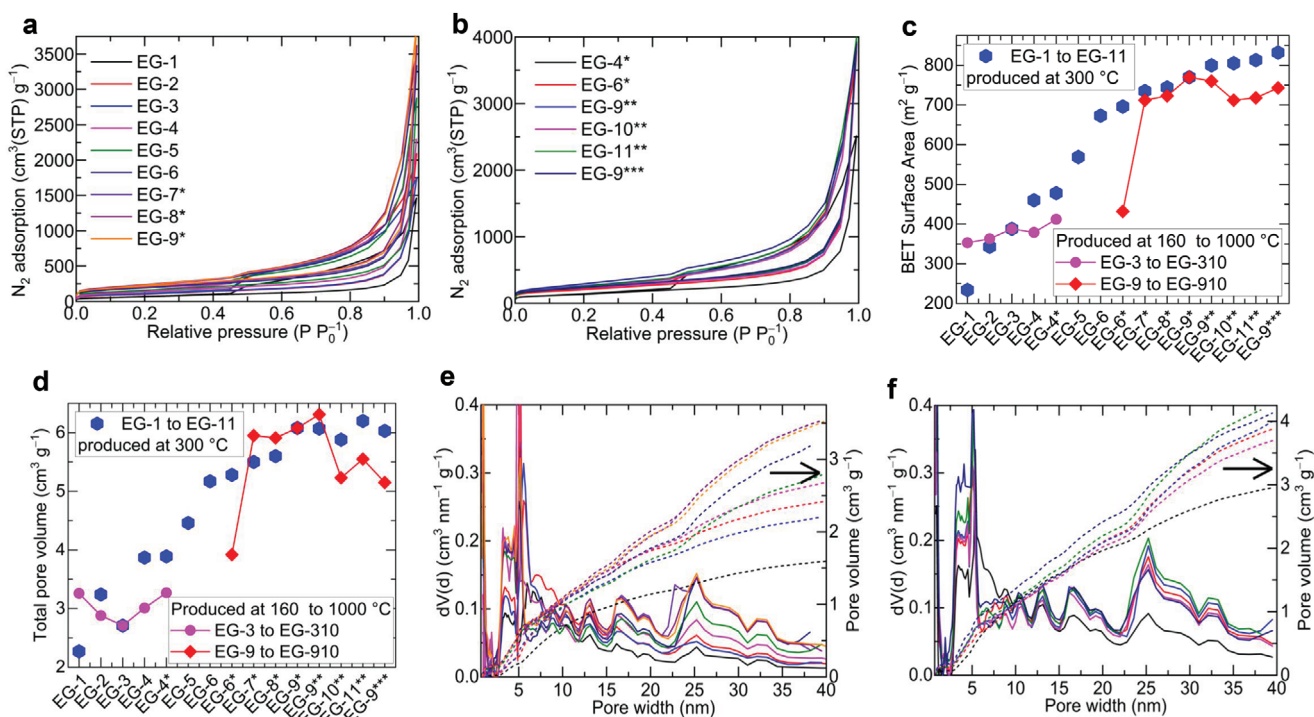 a
3500
3000
2500
2000
1500
1000
500
250
0
N₂ adsorption (cm³(STP) g⁻¹)
EG-1
EG-2
EG-3
EG-4
EG-5
EG-6
EG-7*
EG-8*
EG-9*
0.0 0.2 0.4 0.6 0.8 1.0
Relative pressure (P P₀⁻¹)
b
4000
3000
2000
1000
0
N₂ adsorption (cm³(STP) g⁻¹)
EG-4*
EG-6*
EG-9**
EG-10**
EG-11**
EG-9***
0.0 0.2 0.4 0.6 0.8 1.0
Relative pressure (P P₀⁻¹)
c
800
700
600
500
400
350
300
250
200
BET Surface Area (m² g⁻¹)
EG-1 to EG-11
produced at 300 °C
Produced at 160 to 1000 °C
EG-3 to EG-310
EG-9 to EG-910
EG-1 EG-2 EG-3 EG-4 EG-4* EG-5 EG-6 EG-6* EG-7* EG-8* EG-9* EG-9** EG-10** EG-11** EG-9***
d
6
5
4
3
2
Total pore volume (cm³ g⁻¹)
EG-1 to EG-11
produced at 300 °C
Produced at 160 to 1000 °C
EG-3 to EG-310
EG-9 to EG-910
EG-1 EG-2 EG-3 EG-4 EG-4* EG-5 EG-6 EG-6* EG-7* EG-8* EG-9* EG-9** EG-10** EG-11** EG-9***
e
0.4
0.3
0.2
0.1
0.0
dV(d) (cm³ nm⁻¹ g⁻¹)
3
2
1
0
Pore volume (cm³ g⁻¹)
5 10 15 20 25 30 35 40
Pore width (nm)
f
0.4
0.3
0.2
0.1
0.0
dV(d) (cm³ nm⁻¹ g⁻¹)
4
3
2
1
0
Pore volume (cm³ g⁻¹)
5 10 15 20 25 30 35 40
Pore width (nm)